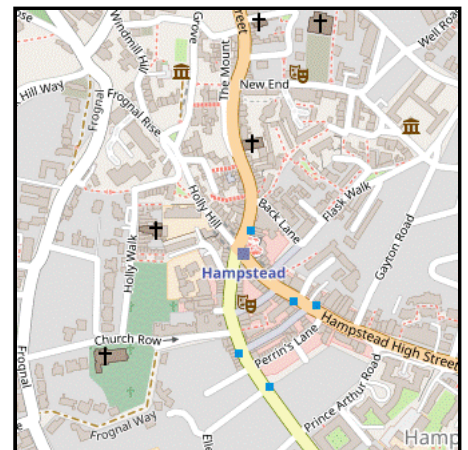 Windmill Hill
Grove
Street
Well Road
The Mount
Hill Way
Frognal
Frognal Rise
New End
Holly Hill
Back Lane
Flask Walk
Holly Walk
Gayton Road
Hampstead
Church Row
Hampstead High Street
Perrin's Lane
Frognal
Frognal Way
Prince Arthur Road
Elle
Hamp